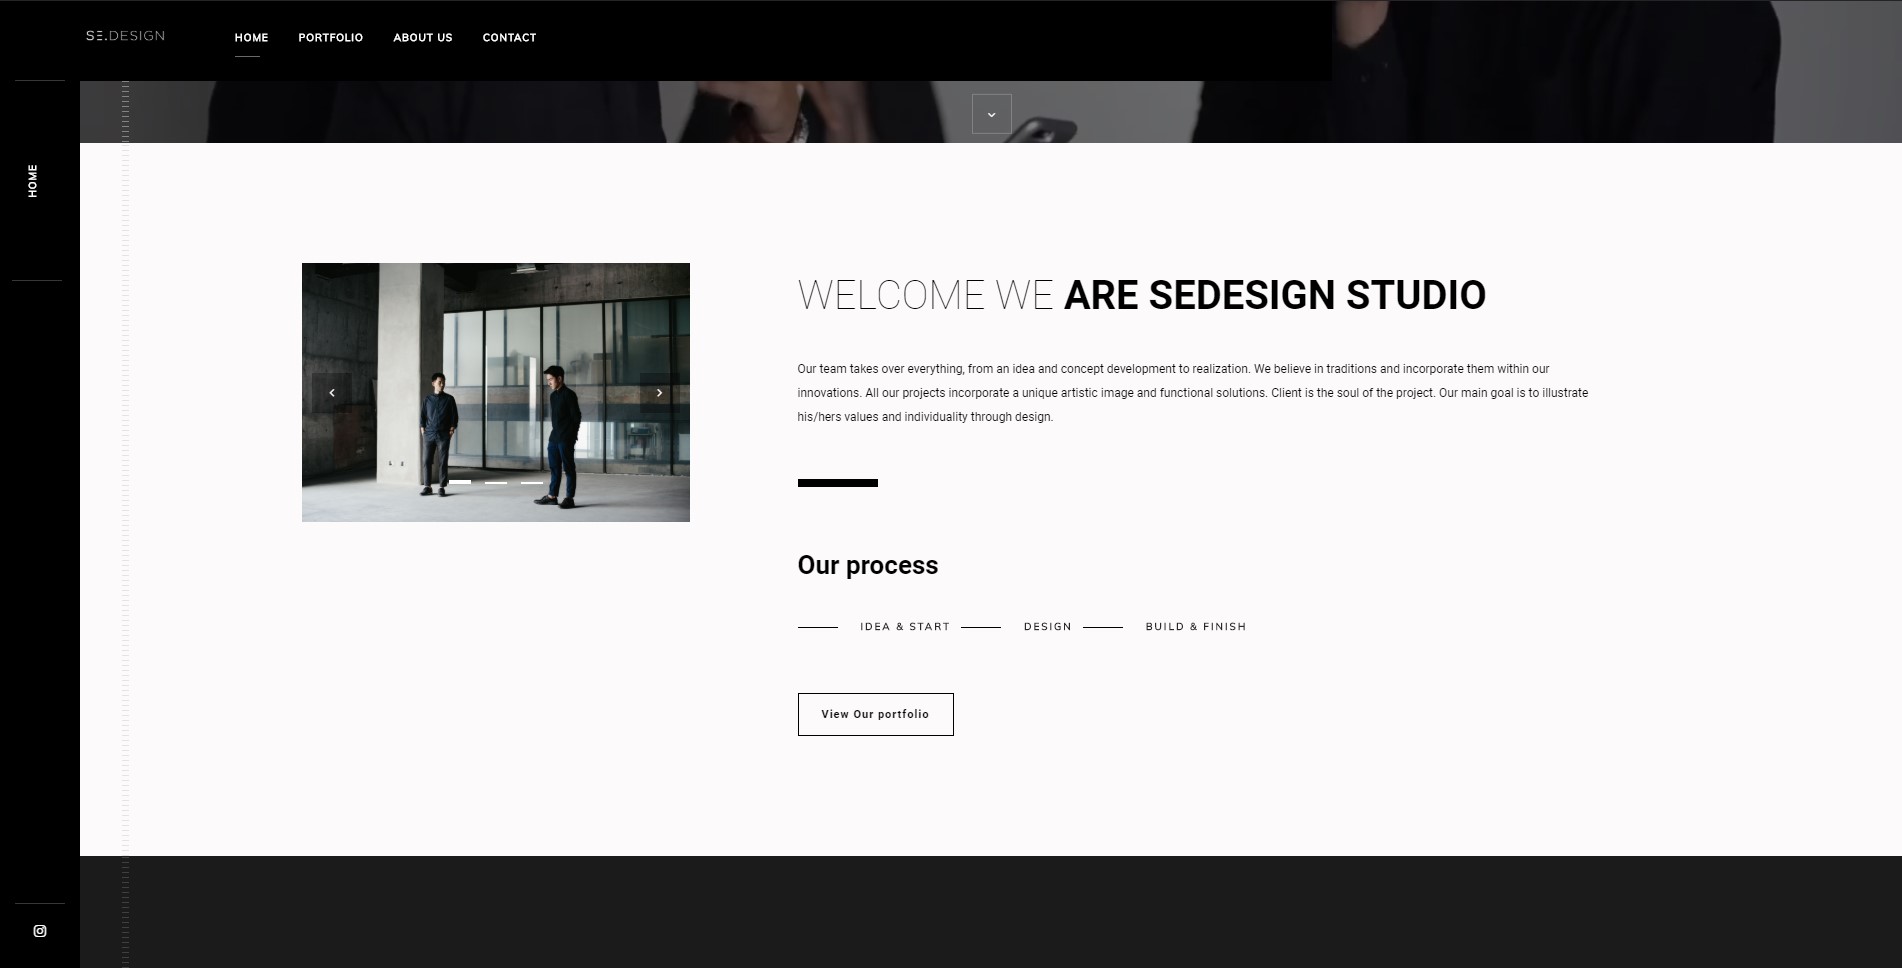 SE.DESIGN
HOME
PORTFOLIO
ABOUT US
CONTACT
HOME
WELCOME WE ARE SEDESIGN STUDIO
Our team takes over everything, from an idea and concept development to realization. We believe in traditions and incorporate them within our
innovations. All our projects incorporate a unique artistic image and functional solutions. Client is the soul of the project. Our main goal is to illustrate
his/hers values and individuality through design.
Our process
IDEA & START
DESIGN
BUILD & FINISH
View Our portfolio